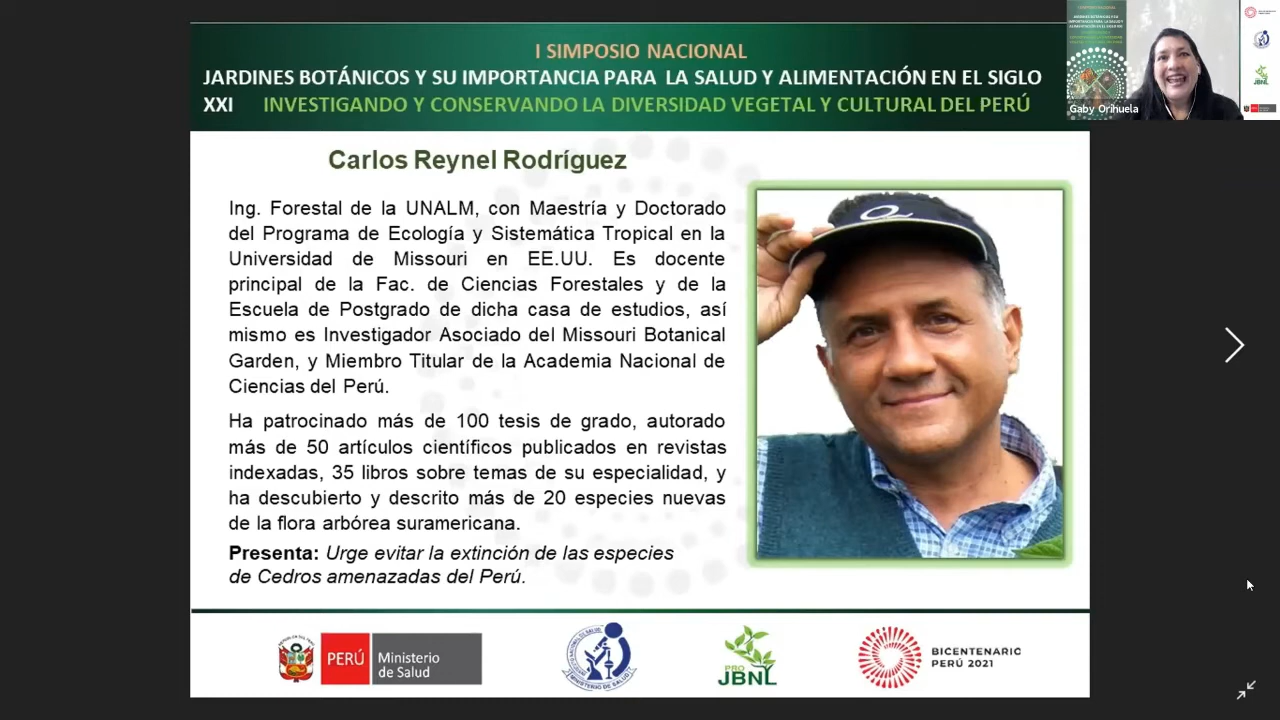 I SIMPOSIO NACIONAL
JARDINES BOTÁNICOS Y SU IMPORTANCIA PARA LA SALUD Y ALIMENTACIÓN EN EL SIGLO
XXI INVESTIGANDO Y CONSERVANDO LA DIVERSIDAD VEGETAL Y CULTURAL DEL PERÚ
Gaby Orihuela
Carlos Reynel Rodríguez
Ing. Forestal de la UNALM, con Maestría y Doctorado
del Programa de Ecología y Sistemática Tropical en la
Universidad de Missouri en EE.UU. Es docente
principal de la Fac. de Ciencias Forestales y de la
Escuela de Postgrado de dicha casa de estudios, así
mismo es Investigador Asociado del Missouri Botanical
Garden, y Miembro Titular de la Academia Nacional de
Ciencias del Perú.
Ha patrocinado más de 100 tesis de grado, autorado
más de 50 artículos científicos publicados en revistas
indexadas, 35 libros sobre temas de su especialidad, y
ha descubierto y descrito más de 20 especies nuevas
de la flora arbórea suramericana.
Presenta: Urge evitar la extinción de las especies
de Cedros amenazadas del Perú.
PERÚ
Ministerio
de Salud
PRO
JBNL
BICENTENARIO
PERÚ 2021